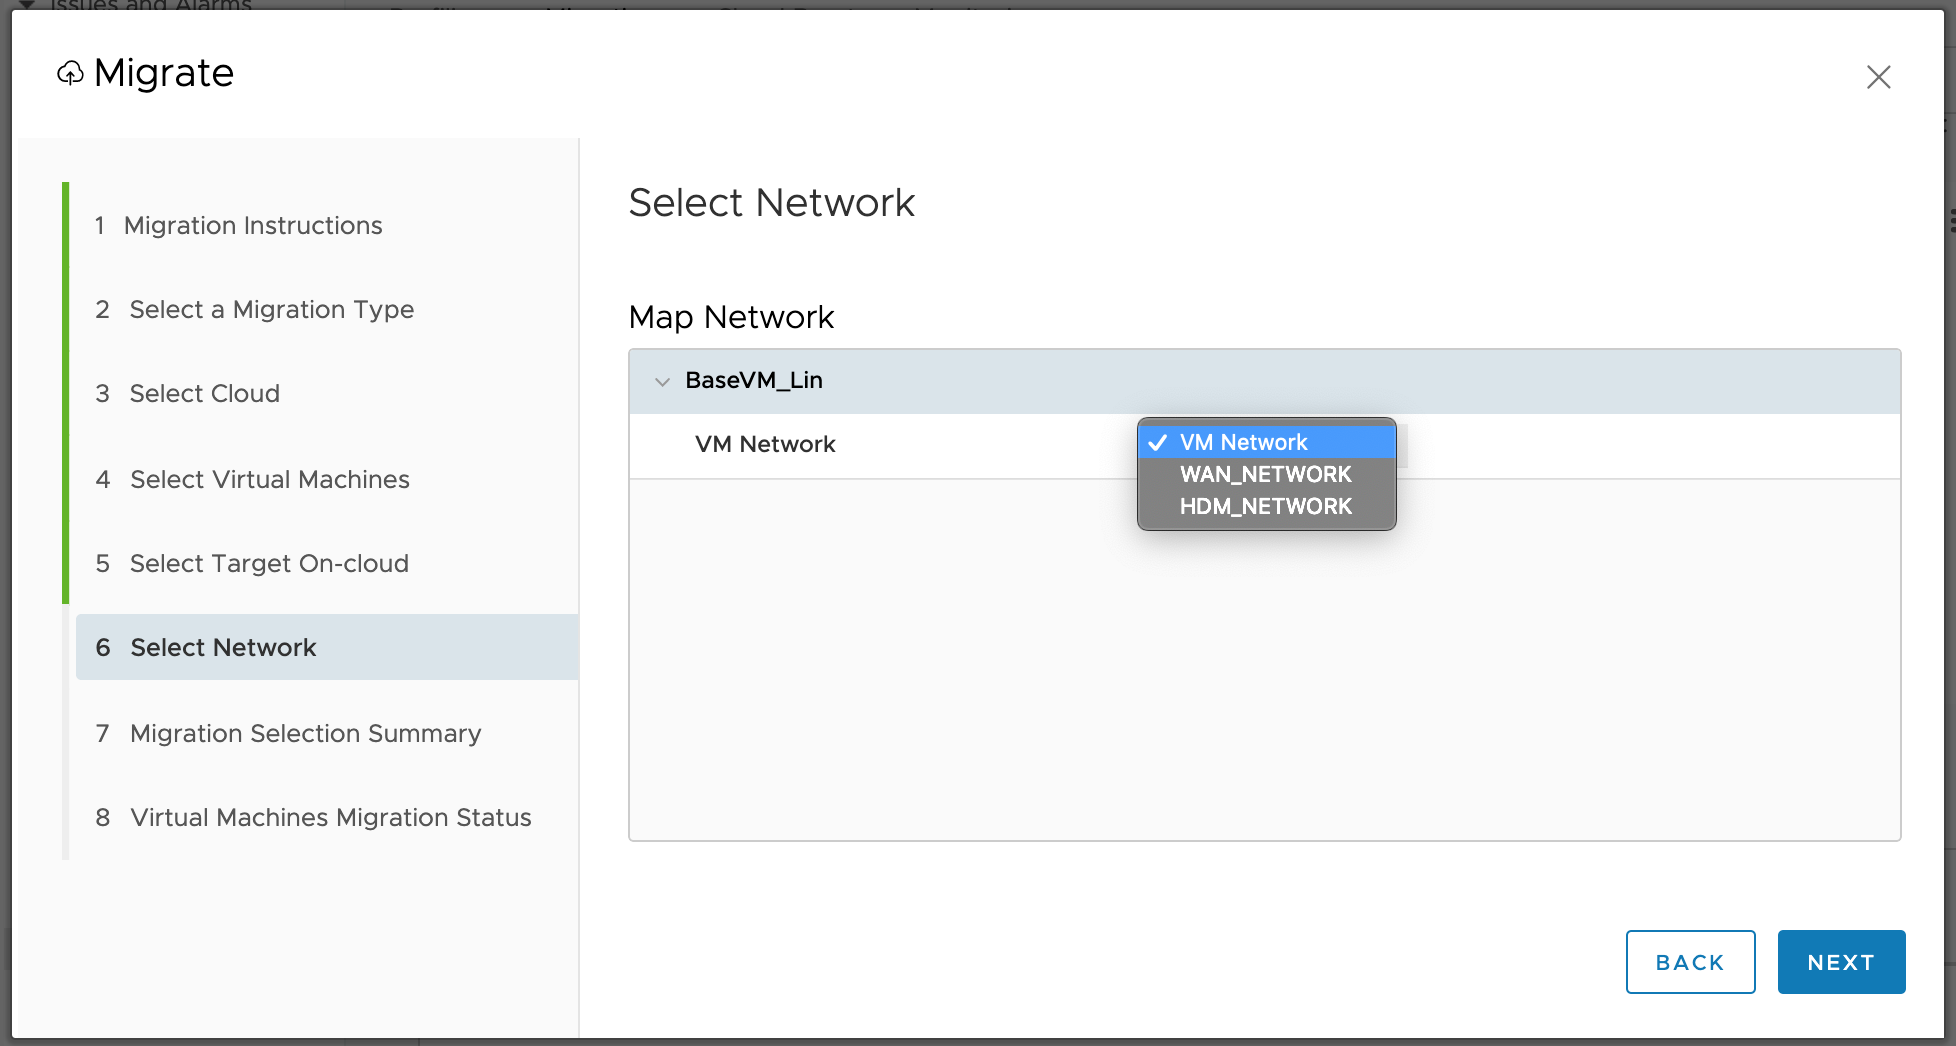 Issues and Alarms
Migrate
1 Migration Instructions
2 Select a Migration Type
3 Select Cloud
4 Select Virtual Machines
5 Select Target On-cloud
6 Select Network
7 Migration Selection Summary
8 Virtual Machines Migration Status
Select Network
Map Network
BaseVM_Lin
VM Network
VM Network
WAN_NETWORK
HDM_NETWORK
BACK
NEXT